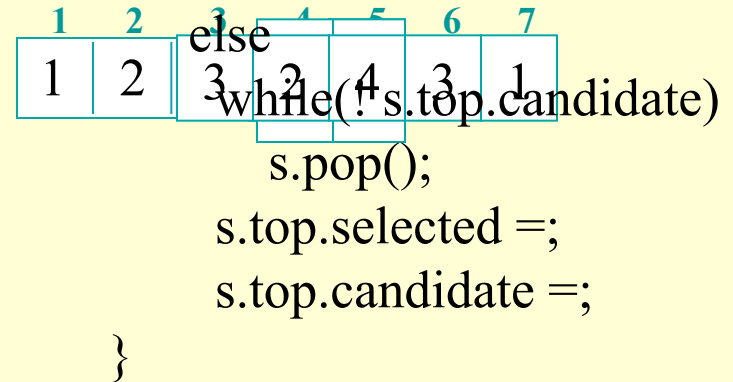 1 2 3 4 5 6 7
else
1 2 3 2 4 3 1
while(! s.top.candidate)
s.pop();
s.top.selected =;
s.top.candidate =;
}